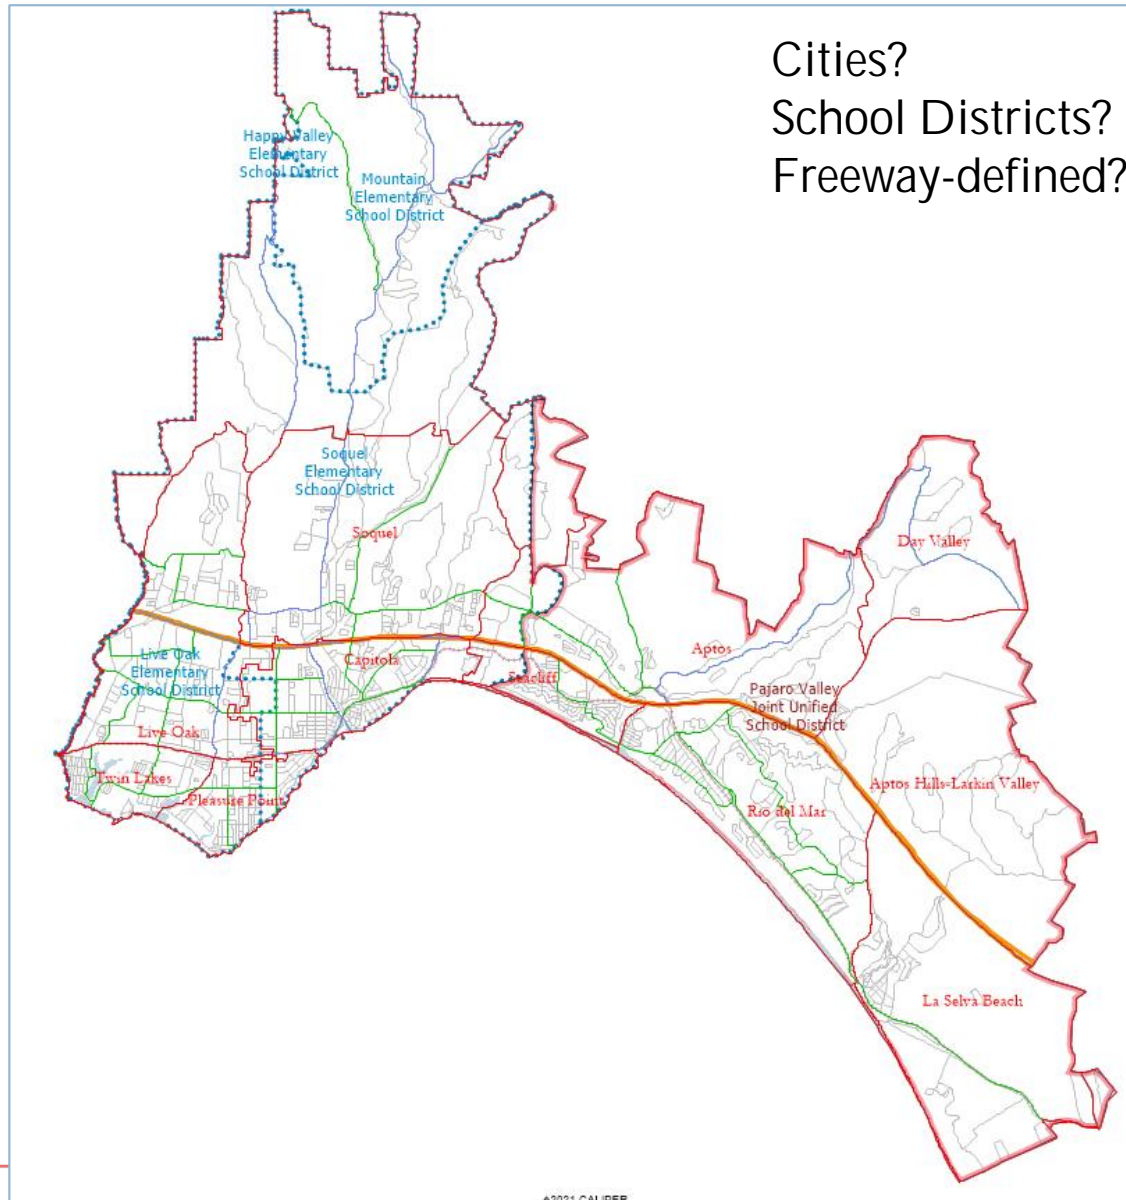 Cities?
School Districts?
Freeway-defined?
Happy Valley
Elementary
School District
Mountain
Elementary
School District
Soquel
Elementary
School District
Soquel
Day Valley
Aptos
Capitola
Live Oak
Elementary
School District
Seacliff
Pajaro Valley
Joint Unified
School District
Live Oak
Twin Lakes
Pleasure Point
Aptos Hills-Larkin Valley
Rio del Mar
La Selva Beach
©2021 CALIPER